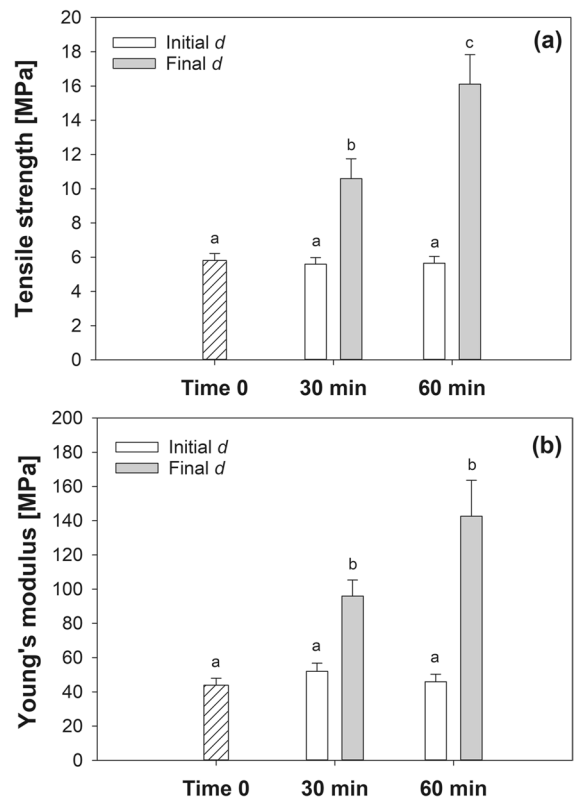 20
18
16
14
12
10
8
6
4
2
0
Tensile strength [MPa]
Initial d
Final d
(a)
a
a
b
a
c
Time 0
30 min
60 min
200
180
160
140
120
100
80
60
40
20
0
Young's modulus [MPa]
Initial d
Final d
(b)
a
a
b
a
b
Time 0
30 min
60 min